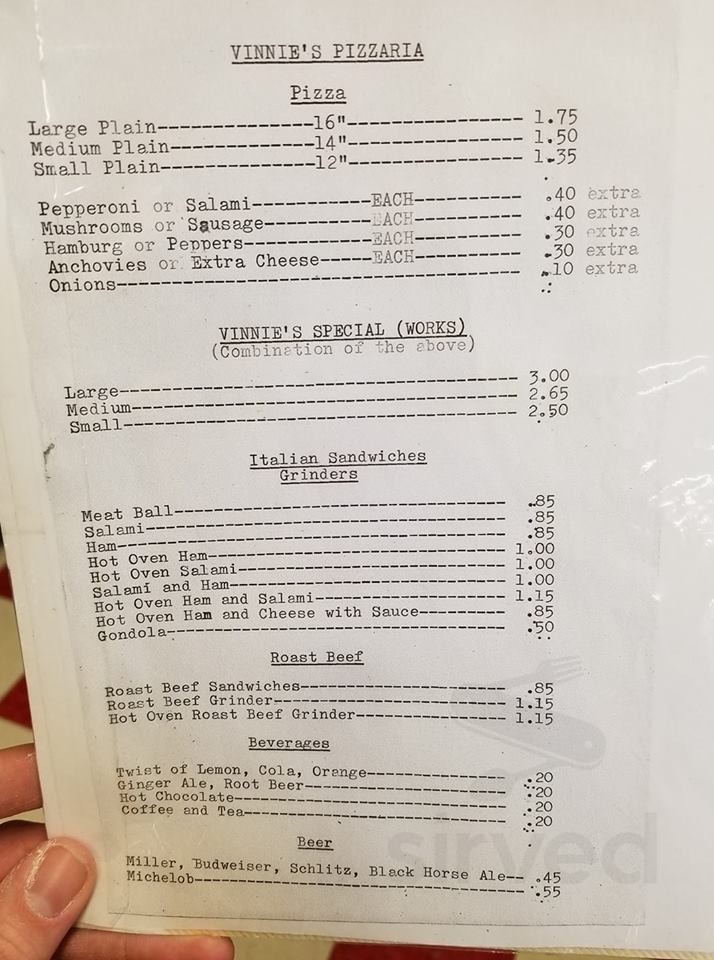 VINNIE'S PIZZARIA
Pizza
Large Plain--------------16"---------------- 1.75
Medium Plain-------------14"---------------- 1.50
Small Plain--------------12"---------------- 1.35
Pepperoni or Salami-----------EACH---------- .40 extra
Mushrooms or Sausage----------EACH---------- .40 extra
Hamburg or Peppers------------EACH---------- .30 extra
Anchovies or Extra Cheese-----EACH---------- .30 extra
Onions-------------------------------------- .10 extra
VINNIE'S SPECIAL (WORKS)
(Combination of the above)
Large---------------------------------------- 3.00
Medium--------------------------------------- 2.65
Small---------------------------------------- 2.50
Italian Sandwiches
Grinders
Meat Ball---------------------------------- .85
Salami------------------------------------- .85
Ham---------------------------------------- .85
Hot Oven Ham------------------------------- 1.00
Hot Oven Salami---------------------------- 1.00
Salami and Ham----------------------------- 1.00
Hot Oven Ham and Salami-------------------- 1.15
Hot Oven Ham and Cheese with Sauce--------- .85
Gondola------------------------------------ .50
Roast Beef
Roast Beef Sandwiches---------------------- .85
Roast Beef Grinder------------------------- 1.15
Hot Oven Roast Beef Grinder---------------- 1.15
Beverages
Twist of Lemon, Cola, Orange--------------- .20
Ginger Ale, Root Beer---------------------- .20
Hot Chocolate------------------------------ .20
Coffee and Tea----------------------------- .20
Beer
Miller, Budweiser, Schlitz, Black Horse Ale-- .45
Michelob------------------------------------- .55
sirved